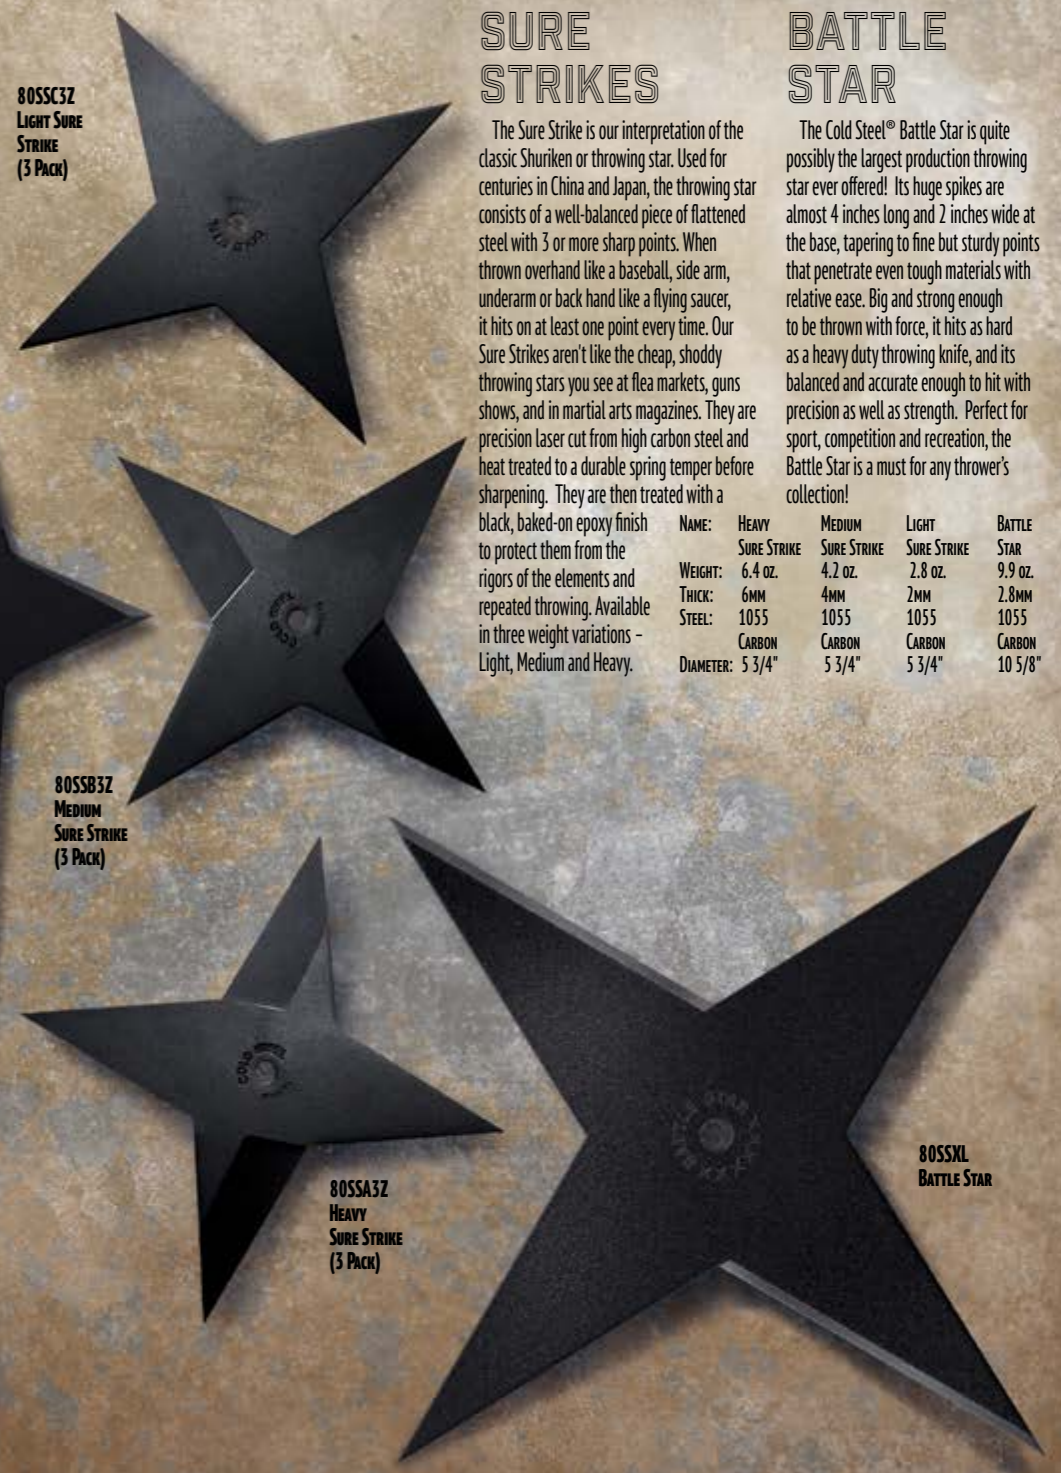 80SSC3Z
Light Sure
Strike
(3 Pack)
SURE
STRIKES
The Sure Strike is our interpretation of the
classic Shuriken or throwing star. Used for
centuries in China and Japan, the throwing star
consists of a well-balanced piece of flattened
steel with 3 or more sharp points. When
thrown overhand like a baseball, side arm,
underarm or back hand like a flying saucer,
it hits on at least one point every time. Our
Sure Strikes aren't like the cheap, shoddy
throwing stars you see at flea markets, guns
shows, and in martial arts magazines. They are
precision laser cut from high carbon steel and
heat treated to a durable spring temper before
sharpening. They are then treated with a
black, baked-on epoxy finish
to protect them from the
rigors of the elements and
repeated throwing. Available
in three weight variations –
Light, Medium and Heavy.
BATTLE
STAR
The Cold Steel® Battle Star is quite
possibly the largest production throwing
star ever offered! Its huge spikes are
almost 4 inches long and 2 inches wide at
the base, tapering to fine but sturdy points
that penetrate even tough materials with
relative ease. Big and strong enough
to be thrown with force, it hits as hard
as a heavy duty throwing knife, and its
balanced and accurate enough to hit with
precision as well as strength. Perfect for
sport, competition and recreation, the
Battle Star is a must for any thrower's
collection!
Name: Heavy Medium Light Battle
Sure Strike Sure Strike Sure Strike Star
Weight: 6.4 oz. 4.2 oz. 2.8 oz. 9.9 oz.
Thick: 6mm 4mm 2mm 2.8mm
Steel: 1055 1055 1055 1055
Carbon Carbon Carbon Carbon
Diameter: 5 3/4" 5 3/4" 5 3/4" 10 5/8"
80SSB3Z
Medium
Sure Strike
(3 Pack)
80SSA3Z
Heavy
Sure Strike
(3 Pack)
80SSXL
Battle Star